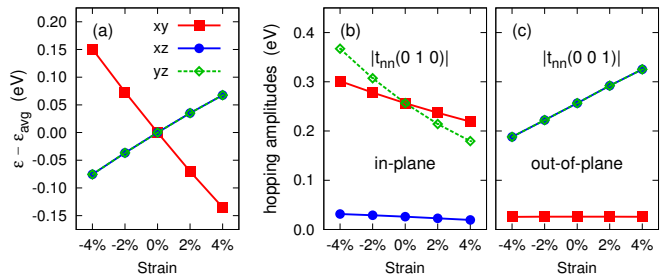 (a)
xy
xz
yz
ε − εavg (eV)
0.20
0.15
0.10
0.05
0.00
-0.05
-0.10
-0.15
-4% -2% 0% 2% 4%
Strain
(b)
|tnn(0 1 0)|
hopping amplitudes (eV)
0.4
0.3
0.2
0.1
0.0
in-plane
-4% -2% 0% 2% 4%
Strain
(c)
|tnn(0 0 1)|
out-of-plane
-4% -2% 0% 2% 4%
Strain